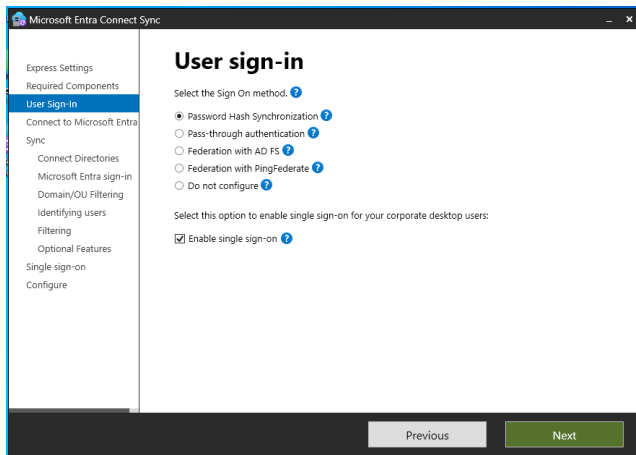 Microsoft Entra Connect Sync
Express Settings
Required Components
User Sign-In
Connect to Microsoft Entra
Sync
Connect Directories
Microsoft Entra sign-in
Domain/OU Filtering
Identifying users
Filtering
Optional Features
Single sign-on
Configure
User sign-in
Select the Sign On method. ?
Password Hash Synchronization ?
Pass-through authentication ?
Federation with AD FS ?
Federation with PingFederate ?
Do not configure ?
Select this option to enable single sign-on for your corporate desktop users:
Enable single sign-on ?
Previous
Next